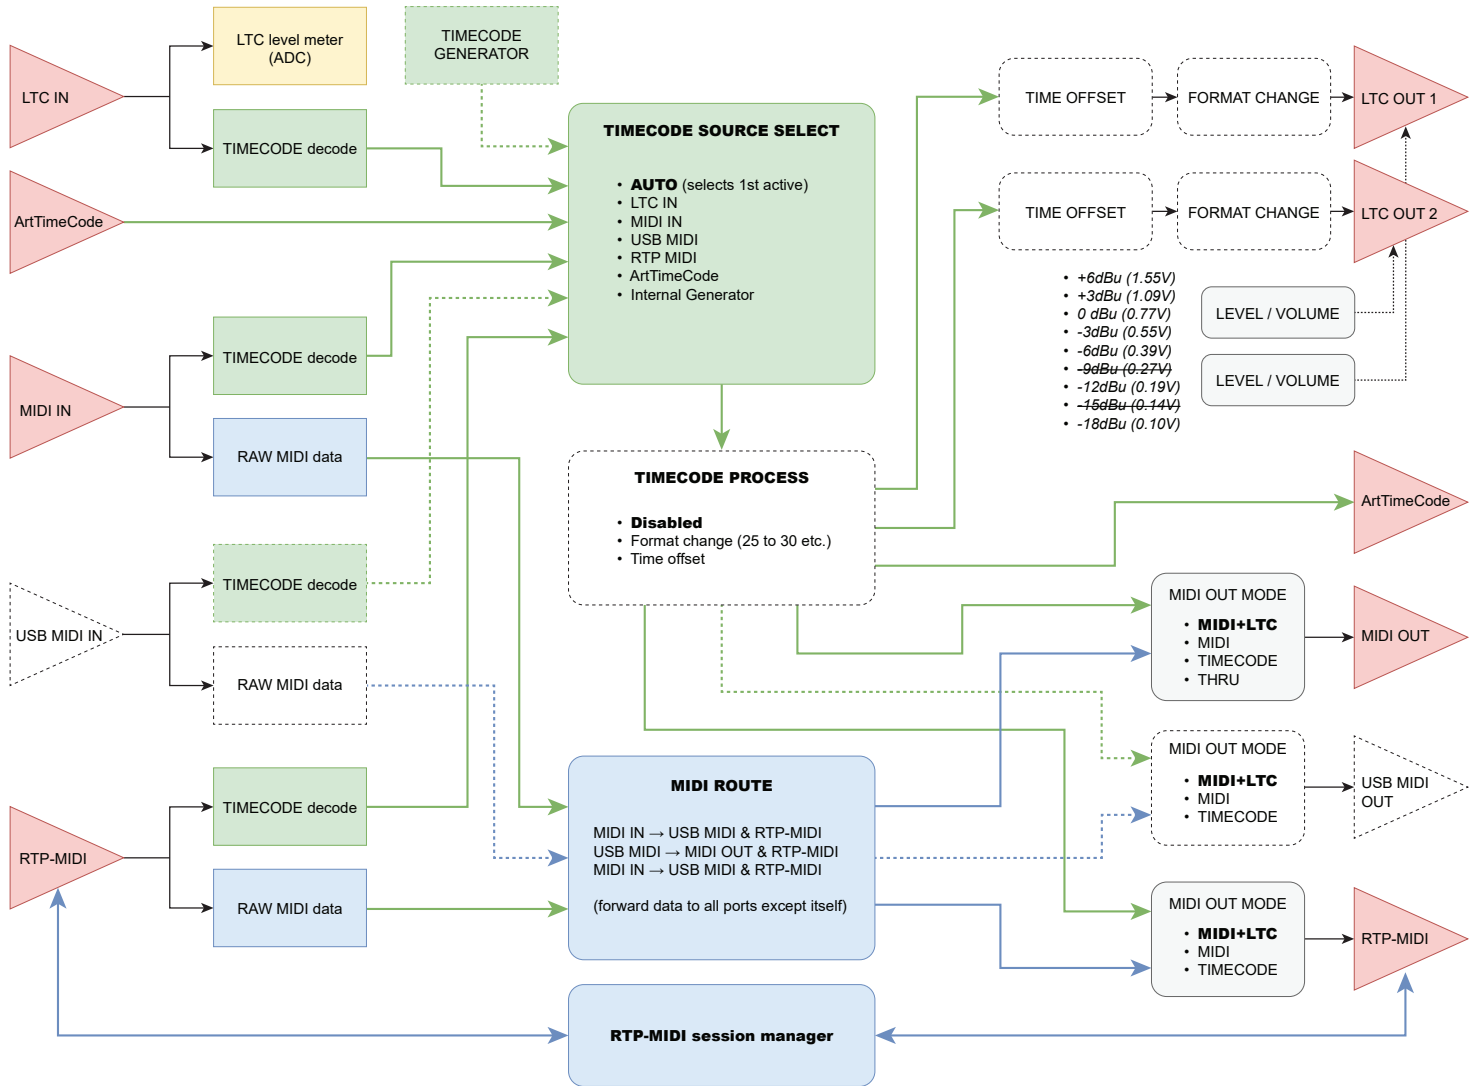 LTC IN
LTC level meter
(ADC)
TIMECODE decode
TIMECODE
GENERATOR
ArtTimeCode
TIMECODE SOURCE SELECT
• AUTO (selects 1st active)
• LTC IN
• MIDI IN
• USB MIDI
• RTP MIDI
• ArtTimeCode
• Internal Generator
TIME OFFSET
FORMAT CHANGE
LTC OUT 1
TIME OFFSET
FORMAT CHANGE
LTC OUT 2
• +6dBu (1.55V)
• +3dBu (1.09V)
• 0 dBu (0.77V)
• -3dBu (0.55V)
• -6dBu (0.39V)
• -9dBu (0.27V)
• -12dBu (0.19V)
• -15dBu (0.14V)
• -18dBu (0.10V)
LEVEL / VOLUME
LEVEL / VOLUME
MIDI IN
TIMECODE decode
RAW MIDI data
TIMECODE PROCESS
• Disabled
• Format change (25 to 30 etc.)
• Time offset
ArtTimeCode
USB MIDI IN
TIMECODE decode
RAW MIDI data
MIDI OUT MODE
• MIDI+LTC
• MIDI
• TIMECODE
• THRU
MIDI OUT
MIDI OUT MODE
• MIDI+LTC
• MIDI
• TIMECODE
USB MIDI
OUT
RTP-MIDI
TIMECODE decode
RAW MIDI data
MIDI ROUTE
MIDI IN → USB MIDI & RTP-MIDI
USB MIDI → MIDI OUT & RTP-MIDI
MIDI IN → USB MIDI & RTP-MIDI
(forward data to all ports except itself)
MIDI OUT MODE
• MIDI+LTC
• MIDI
• TIMECODE
RTP-MIDI
RTP-MIDI session manager